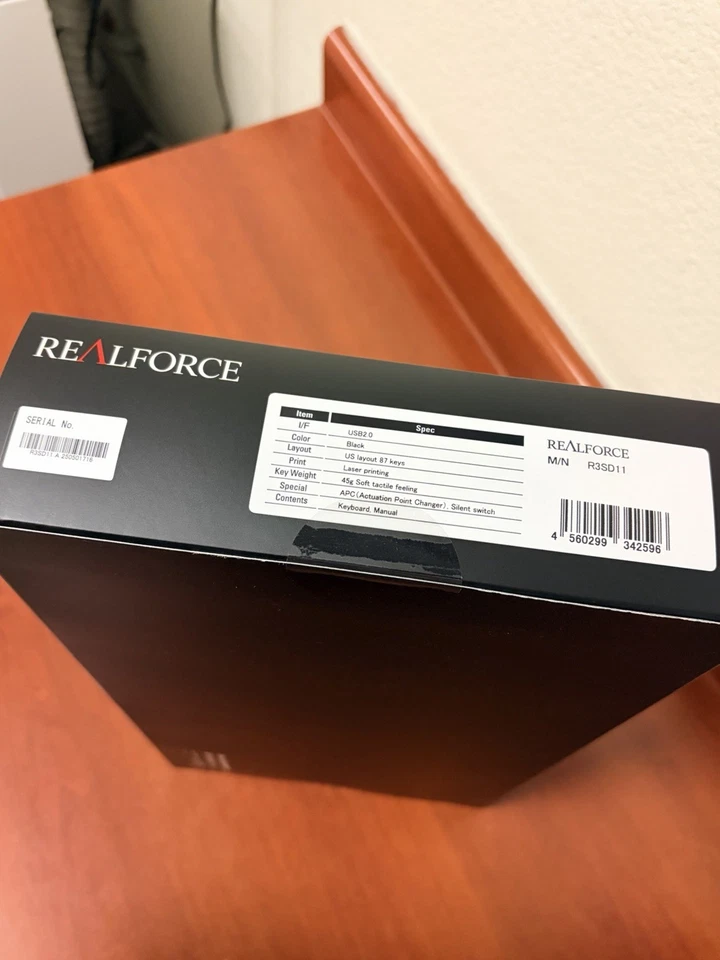 REALFORCE
SERIAL No.
R3SD11-A-250501716
Item Spec
I/F USB2.0
Color Black
Layout US layout 87 keys
Print Laser printing
Key Weight 45g Soft tactile feeling
Special APC(Actuation Point Changer), Silent switch
Contents Keyboard, Manual
REALFORCE
M/N R3SD11
4 560299 342596